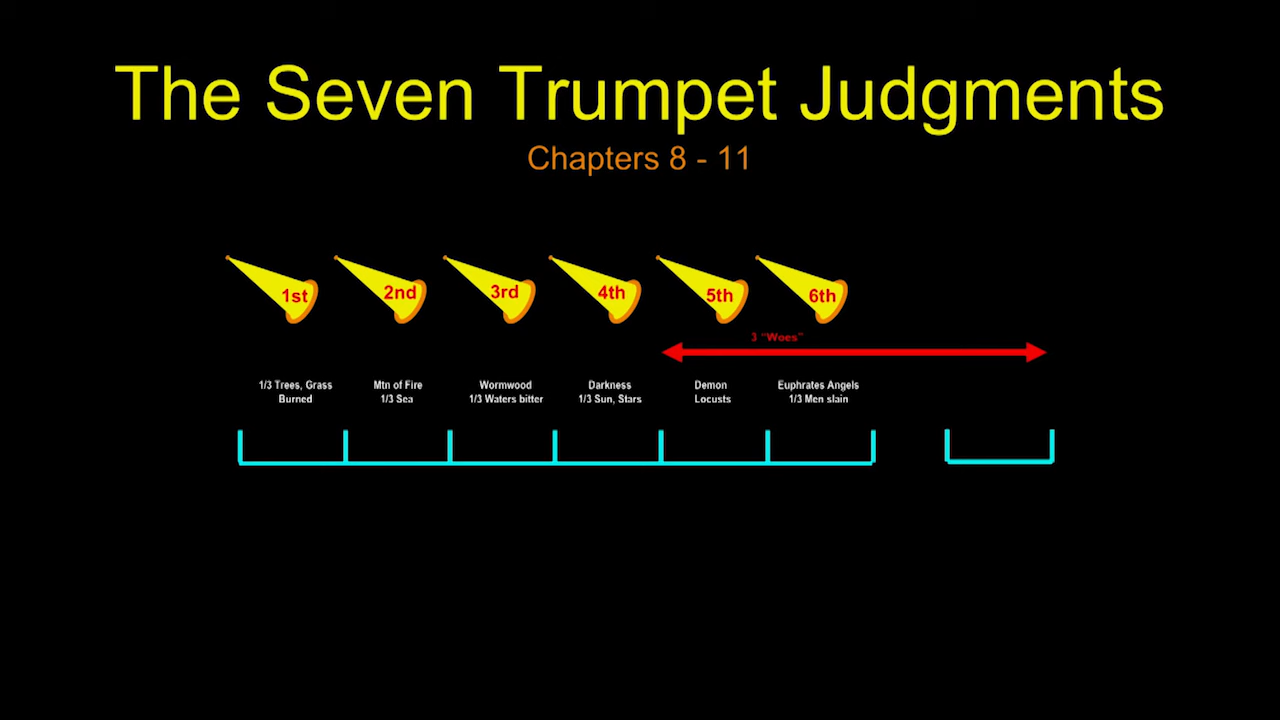 The Seven Trumpet Judgments
Chapters 8 - 11
1st 2nd 3rd 4th 5th 6th
3 "Woes"
1/3 Trees, Grass Mtn of Fire Wormwood Darkness Demon Euphrates Angels
Burned 1/3 Sea 1/3 Waters bitter 1/3 Sun, Stars Locusts 1/3 Men slain